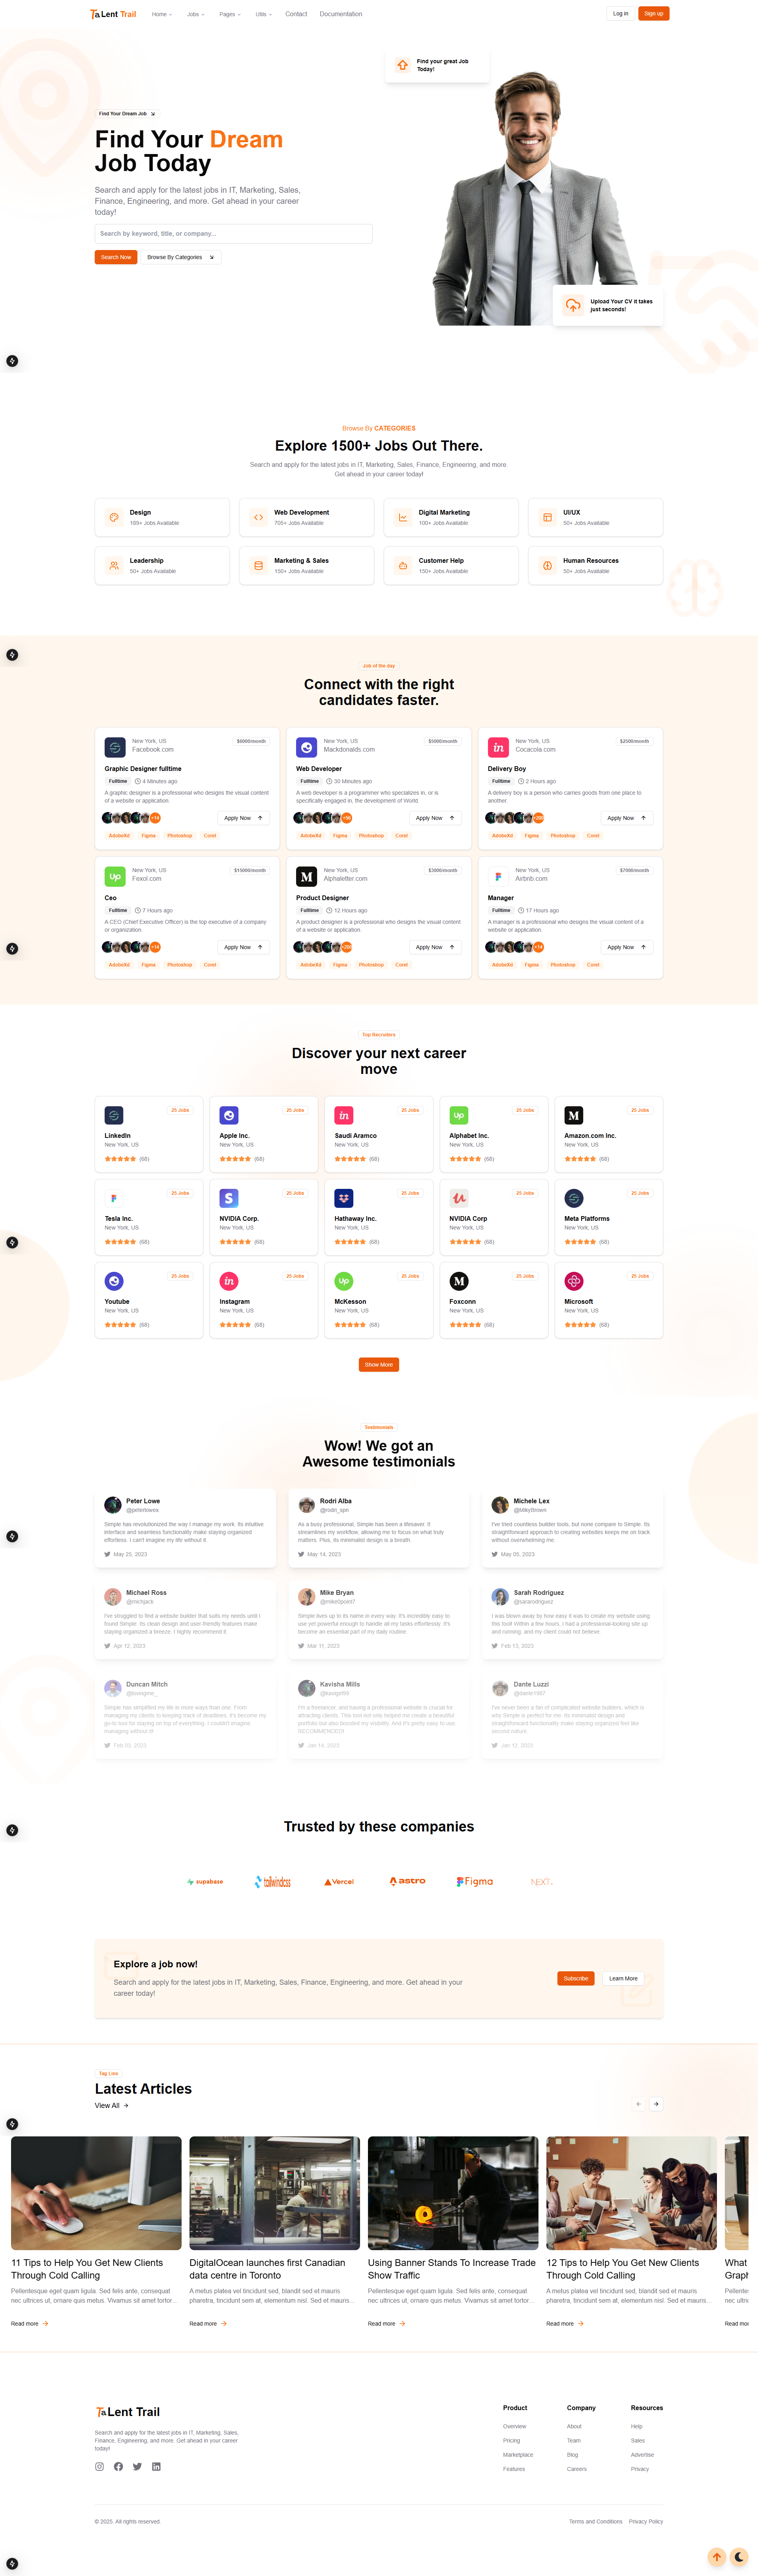 TaLent Trail
Home
Jobs
Pages
Utils
Contact
Documentation
Log in
Sign up
Find your great Job
Today!
Find Your Dream Job
Find Your Dream
Job Today
Search and apply for the latest jobs in IT, Marketing, Sales,
Finance, Engineering, and more. Get ahead in your career
today!
Search by keyword, title, or company...
Search Now
Browse By Categories
Upload Your CV it takes
just seconds!
Browse By CATEGORIES
Explore 1500+ Jobs Out There.
Search and apply for the latest jobs in IT, Marketing, Sales, Finance, Engineering, and more.
Get ahead in your career today!
Design
189+ Jobs Available
Web Development
705+ Jobs Available
Digital Marketing
100+ Jobs Available
UI/UX
50+ Jobs Available
Leadership
50+ Jobs Available
Marketing & Sales
150+ Jobs Available
Customer Help
150+ Jobs Available
Human Resources
50+ Jobs Available
Job of the day
Connect with the right
candidates faster.
New York, US
Facebook.com
Graphic Designer fulltime
Fulltime
4 Minutes ago
A graphic designer is a professional who designs the visual content
of a website or application.
+14
Apply Now
AdobeXd
Figma
Photoshop
Corel
New York, US
Mackdonalds.com
$5000/month
Web Developer
Fulltime
30 Minutes ago
A web developer is a programmer who specializes in, or is
specifically engaged in, the development of World.
Apply Now
AdobeXd
Figma
Photoshop
Corel
in
New York, US
Cocacola.com
$2500/month
Delivery Boy
Fulltime
2 Hours ago
A delivery boy is a person who carries goods from one place to
another
Apply Now
AdobeXd
Figma
Photoshop
Corel
up
New York, US
Fexol.com
$15000/month
Ceo
Fulltime
7 Hours ago
A CEO (Chief Executive Officer) is the top executive of a company
or organization.
+14
Apply Now
AdobeXd
Figma
Photoshop
Corel
M
New York, US
Alphaletter.com
$3000/month
Product Designer
Fulltime
12 Hours ago
A product designer is a professional who designs the visual content
of a website or application.
Apply Now
AdobeXd
Figma
Photoshop
Corel
New York, US
Airbnb.com
$7000/month
Manager
Fulltime
17 Hours ago
A manager is a professional who designs the visual content of a
website or application.
+14
Apply Now
AdobeXd
Figma
Photoshop
Corel
Top Recruiters
Discover your next career
move
25 Jobs
LinkedIn
New York, US
(68)
25 Jobs
Apple Inc.
New York, US
(68)
in
25 Jobs
Saudi Aramco
New York, US
(68)
up
25 Jobs
Alphabet Inc.
New York, US
(68)
M
25 Jobs
Amazon.com Inc.
New York, US
(68)
25 Jobs
Tesla Inc.
New York, US
(68)
S
25 Jobs
NVIDIA Corp.
New York, US
(68)
25 Jobs
Hathaway Inc.
New York, US
(68)
25 Jobs
NVIDIA Corp
New York, US
(68)
25 Jobs
Meta Platforms
New York, US
(68)
25 Jobs
Youtube
New York, US
(68)
in
25 Jobs
Instagram
New York, US
(68)
up
25 Jobs
McKesson
New York, US
(68)
M
25 Jobs
Foxconn
New York, US
(68)
25 Jobs
Microsoft
New York, US
(68)
Show More
Testimonials
Wow! We got an
Awesome testimonials
Peter Lowe
@peterlowex
Simple has revolutionized the way I manage my work. Its intuitive
interface and seamless functionality make staying organized
effortless. I can't imagine my life without it.
May 25, 2023
Rodri Alba
@rodri_spn
As a busy professional, Simple has been a lifesaver. It
streamlines my workflow, allowing me to focus on what truly
matters. Plus, its minimalist design is a breath.
May 14, 2023
Michele Lex
@MikyBrown
I've tried countless builder tools, but none compare to Simple. Its
straightforward approach to creating websites keeps me on track
without overwhelming me.
May 05, 2023
Michael Ross
@michjack
I've struggled to find a website builder that suits my needs until I
found Simple. Its clean design and user-friendly features make
staying organized a breeze. I highly recommend it.
Apr 12, 2023
Mike Bryan
@mike0point7
Simple lives up to its name in every way. It's incredibly easy to
use yet powerful enough to handle all my tasks effortlessly. It's
become an essential part of my daily routine.
Mar 11, 2023
Sarah Rodriguez
@sararodriguez
I was blown away by how easy it was to create my website using
this tool! Within a few hours, I had a professional-looking site up
and running, and my client could not believe
Feb 13, 2023
Duncan Mitch
Simple has simplified my life in more ways than one. From
managing my clients to keeping track of deadlines, it's become my
go-to tool for staying on top of everything. I couldn't imagine
managing without it!
Feb 03, 2023
Kavisha Mills
I'm a freelancer, and having a professional website is crucial for
attracting clients. This tool not only helped me create a beautiful
portfolio but also boosted my visibility. And it's pretty easy to use
RECOMMENDED!
Jan 14, 2023
Dante Luzzi
@dante1987
I've never been a fan of complicated website builders, which is
why Simple is perfect for me. Its minimalist design and
straightforward functionality make staying organized feel like
second nature.
Jan 12, 2023
Trusted by these companies
supabase
tailwindcss
Vercel
astro
Figma
NEXT
Explore a job now!
Search and apply for the latest jobs in IT, Marketing, Sales, Finance, Engineering, and more. Get ahead in your
career today!
Subscribe
Learn More
Tag Line
Latest Articles
View All
11 Tips to Help You Get New Clients
Through Cold Calling
Pellentesque eget quam ligula. Sed felis ante, consequat
nec ultrices ut, ornare quis metus. Vivamus sit amet tortor...
Read more
DigitalOcean launches first Canadian
data centre in Toronto
A metus platea vel tincidunt sed, blandit sed et mauris
pharetra, tincidunt sem at, elementum nisl. Sed et mauris...
Read more
Using Banner Stands To Increase Trade
Show Traffic
Pellentesque eget quam ligula. Sed felis ante, consequat
nec ultrices ut, ornare quis metus. Vivamus sit amet tortor...
Read more
12 Tips to Help You Get New Clients
Through Cold Calling
A metus platea vel tincidunt sed, blandit sed et mauris
pharetra, tincidunt sem at, elementum nisl. Sed et mauris...
Read more
What
Graph
Pellente
nec ultri
Read mo
TaLent Trail
Search and apply for the latest jobs in IT, Marketing, Sales,
Finance, Engineering, and more. Get ahead in your career
today!
Product
Overview
Pricing
Marketplace
Features
Company
About
Team
Blog
Careers
Resources
Help
Sales
Advertise
Privacy
© 2025. All rights reserved.
Terms and Conditions
Privacy Policy